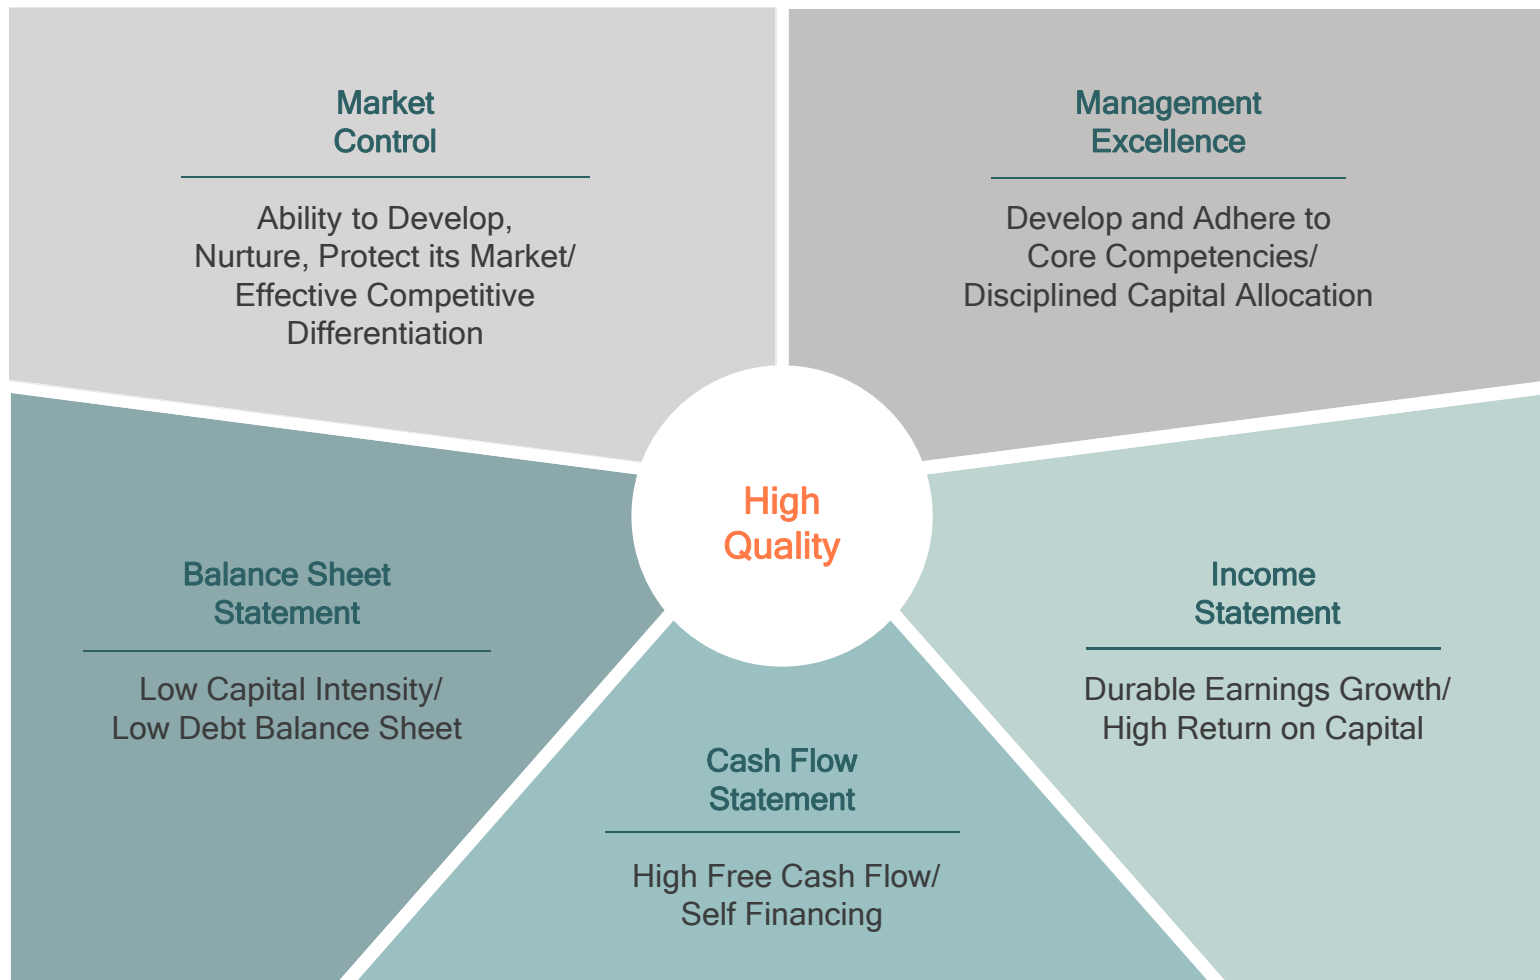 Market
Control
Ability to Develop,
Nurture, Protect its Market/
Effective Competitive
Differentiation
Management
Excellence
Develop and Adhere to
Core Competencies/
Disciplined Capital Allocation
High
Quality
Balance Sheet
Statement
Low Capital Intensity/
Low Debt Balance Sheet
Income
Statement
Durable Earnings Growth/
High Return on Capital
Cash Flow
Statement
High Free Cash Flow/
Self Financing